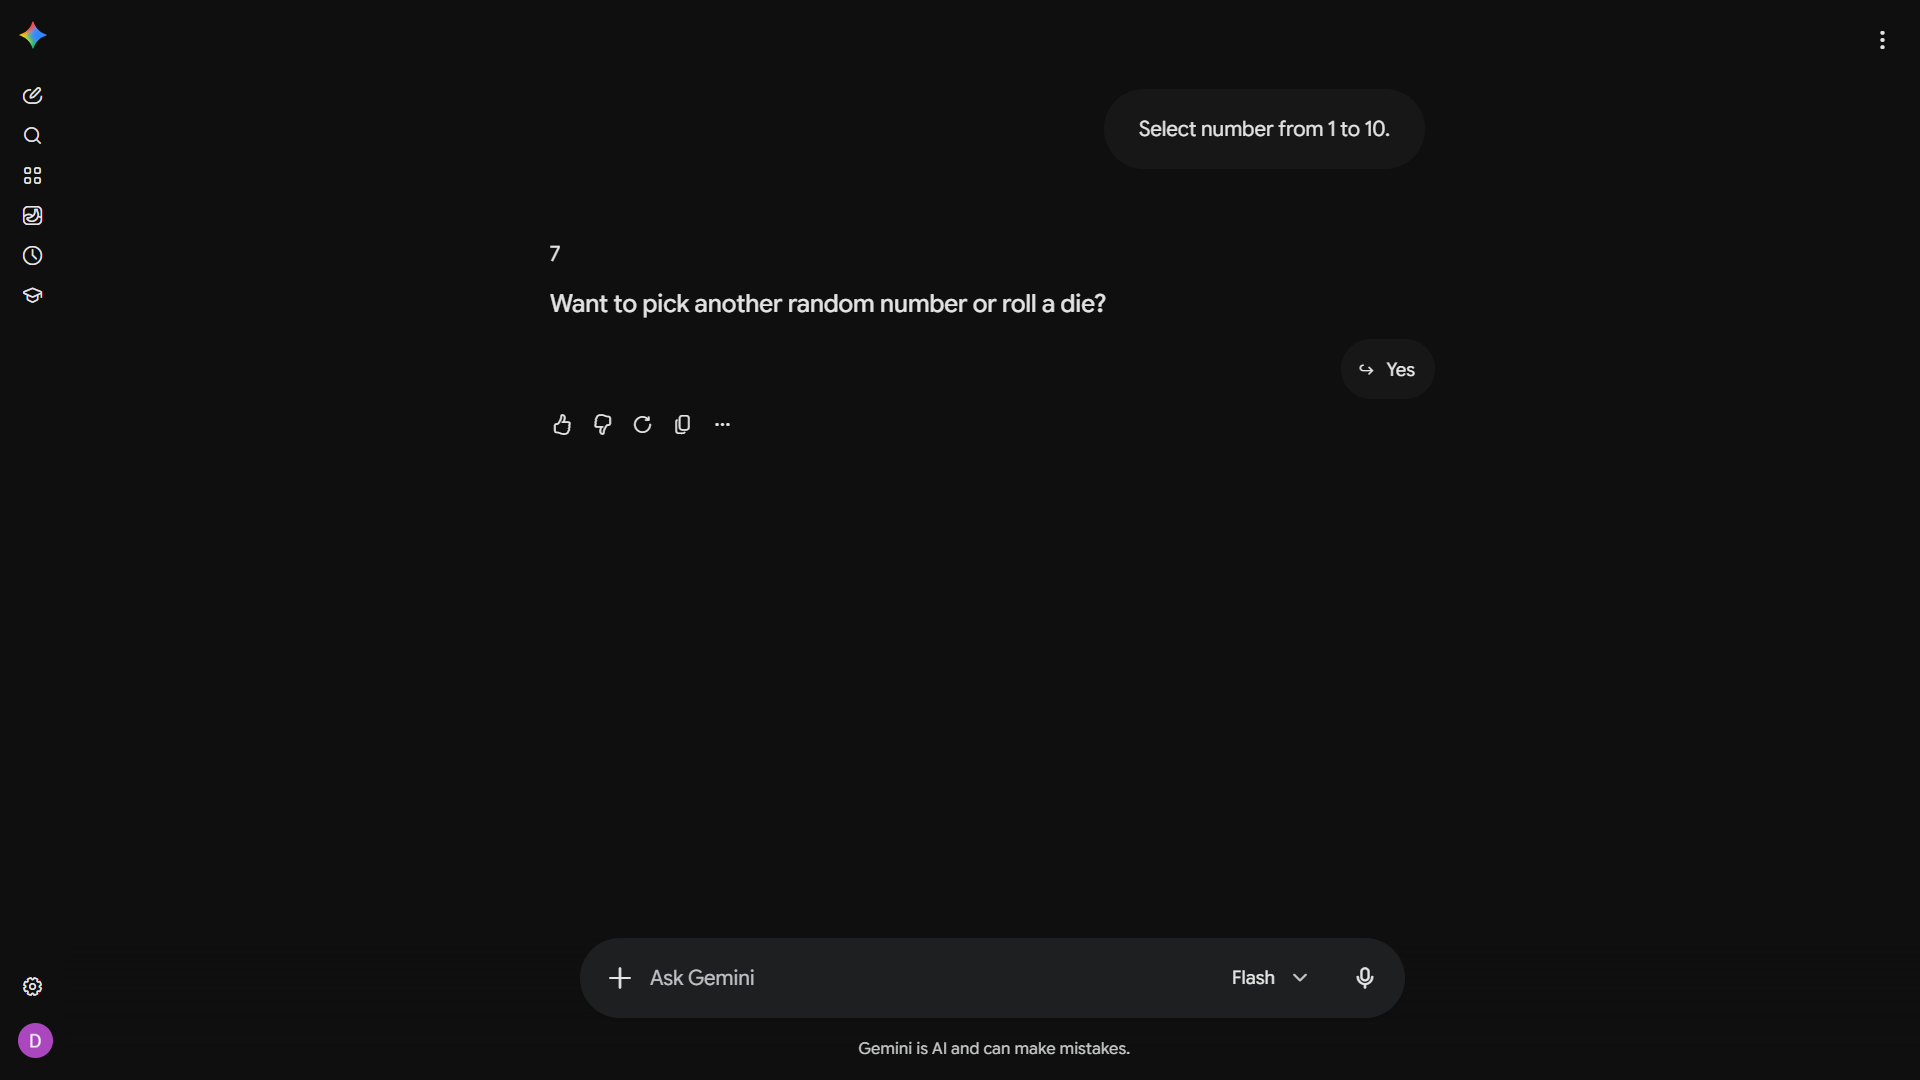 Select number from 1 to 10.
7
Want to pick another random number or roll a die?
Yes
Ask Gemini
Flash
D
Gemini is AI and can make mistakes.